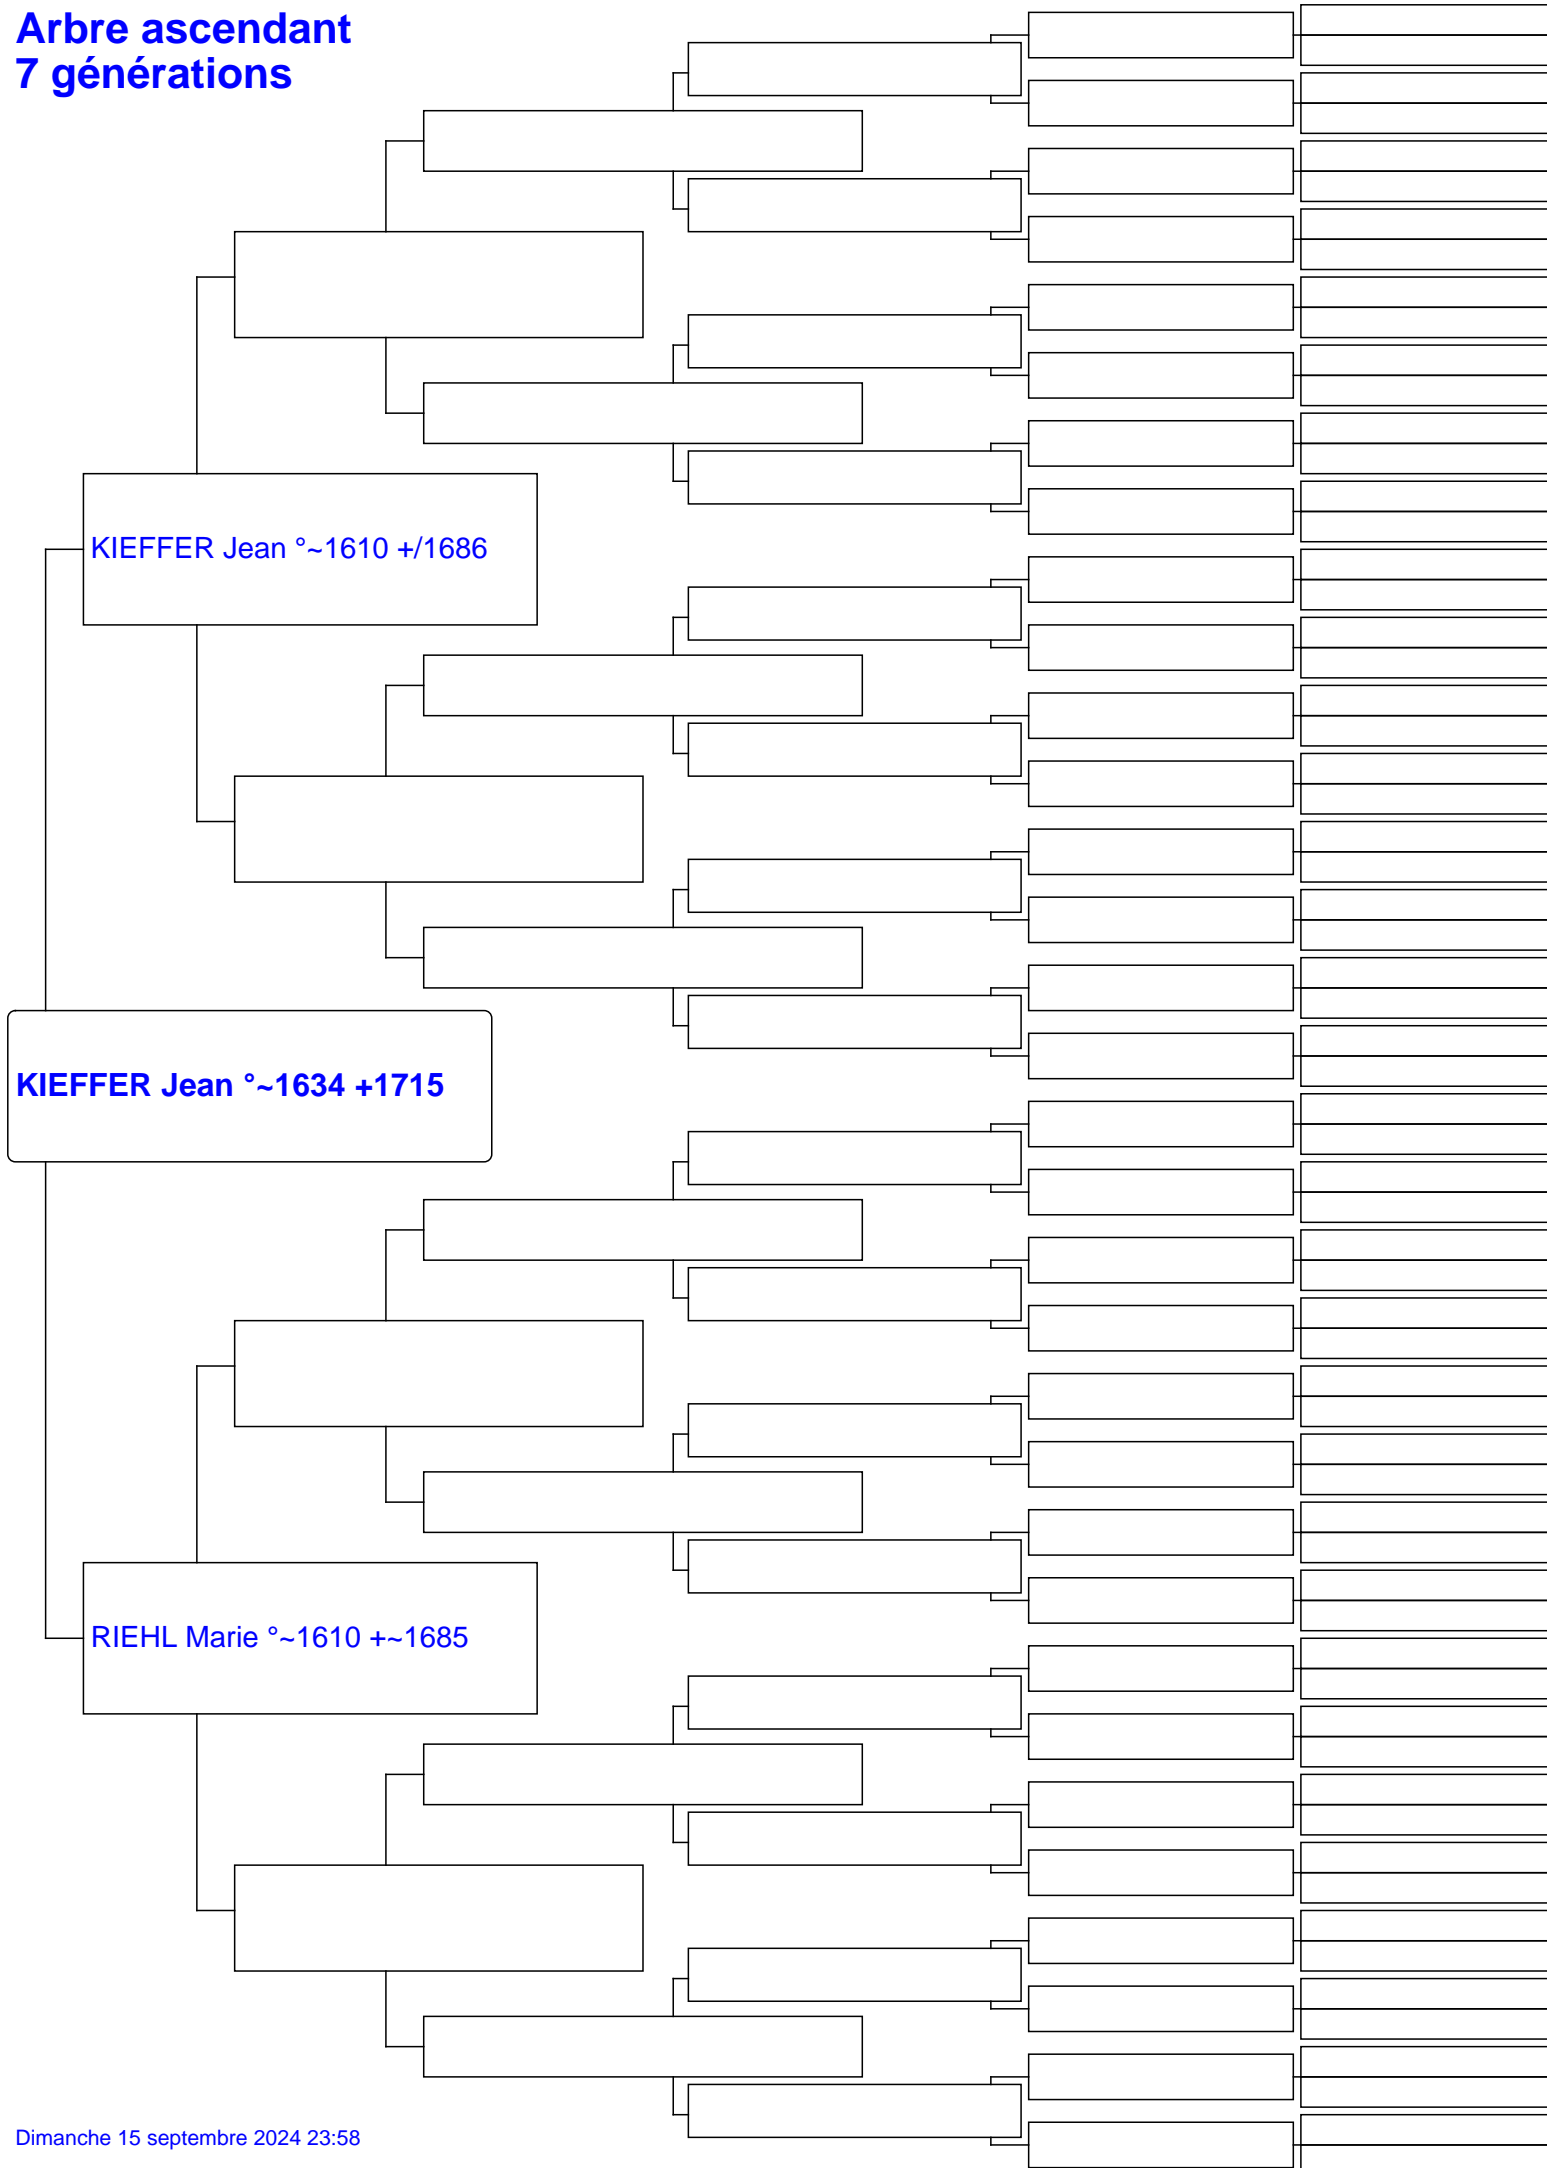 Arbre ascendant
7 générations
KIEFFER Jean °~1610 +/1686
KIEFFER Jean °~1634 +1715
RIEHL Marie °~1610 +~1685
Dimanche 15 septembre 2024 23:58